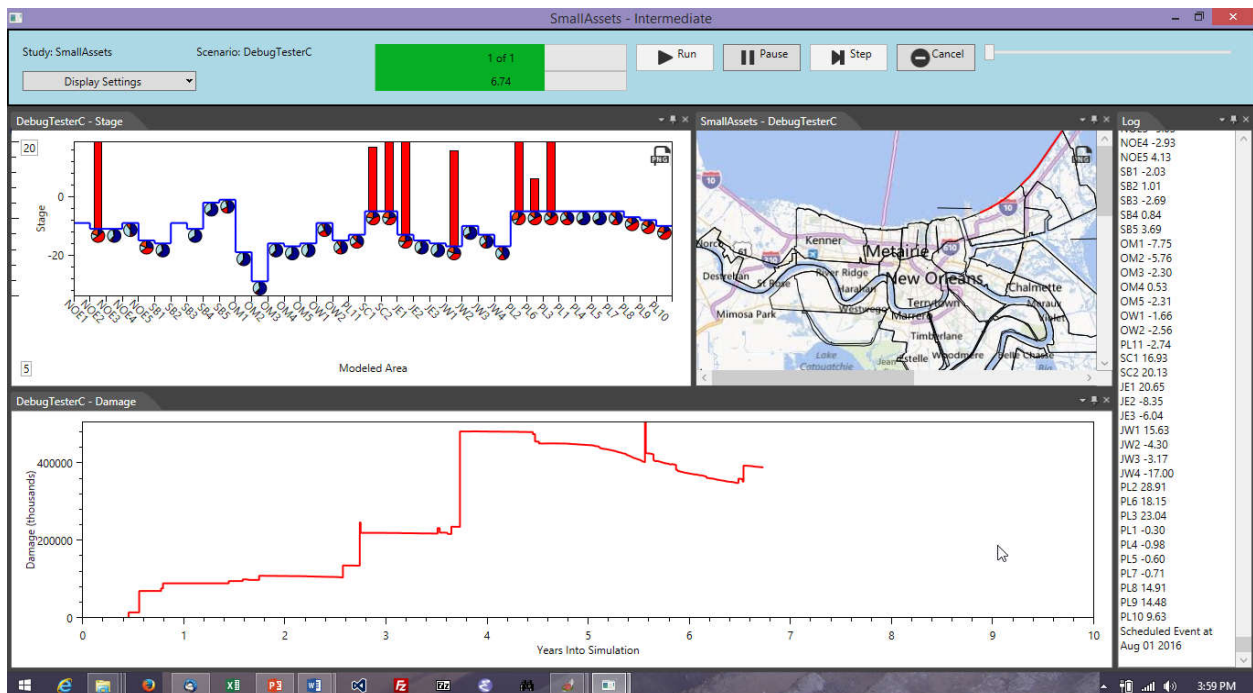 SmallAssets - Intermediate
Study: SmallAssets
Scenario: DebugTesterC
1 of 1
6.74
Run
Pause
Step
Cancel
Display Settings
DebugTesterC - Stage
20
0
-20
Stage
5
NOE1
NOE2
NOE3
NOE4
NOE5
SB1
SB2
SB3
SB4
SB5
OM1
OM2
OM3
OM4
OM5
OW1
OW2
PL11
SC1
SC2
JE1
JE2
JE3
JW1
JW2
JW3
JW4
PL2
PL6
PL3
PL1
PL4
PL5
PL7
PL8
PL9
PL10
Modeled Area
PNG
SmallAssets - DebugTesterC
10
10
10
61
PNG
Norco
Kenner
Metairie
Destrehan
St Rose
River Ridge
Harahan
New Orleans
Chalmette
Mimosa Park
Westwego
Marrero
Terrytown
Meraux
Violet
Timberlane
Lake
Cataouatche
Estelle
Woodmere
Belle Chasse
Big
Log
NOE4 -2.93
NOE5 4.13
SB1 -2.03
SB2 1.01
SB3 -2.69
SB4 0.84
SB5 3.69
OM1 -7.75
OM2 -5.76
OM3 -2.30
OM4 0.53
OM5 -2.31
OW1 -1.66
OW2 -2.56
PL11 -2.74
SC1 16.93
SC2 20.13
JE1 20.65
JE2 -8.35
JE3 -6.04
JW1 15.63
JW2 -4.30
JW3 -3.17
JW4 -17.00
PL2 28.91
PL6 18.15
PL3 23.04
PL1 -0.30
PL4 -0.98
PL5 -0.60
PL7 -0.71
PL8 14.91
PL9 14.48
PL10 9.63
Scheduled Event at
Aug 01 2016
DebugTesterC - Damage
Damage (thousands)
400000
200000
0
0 1 2 3 4 5 6 7 8 9 10
Years Into Simulation
3:59 PM